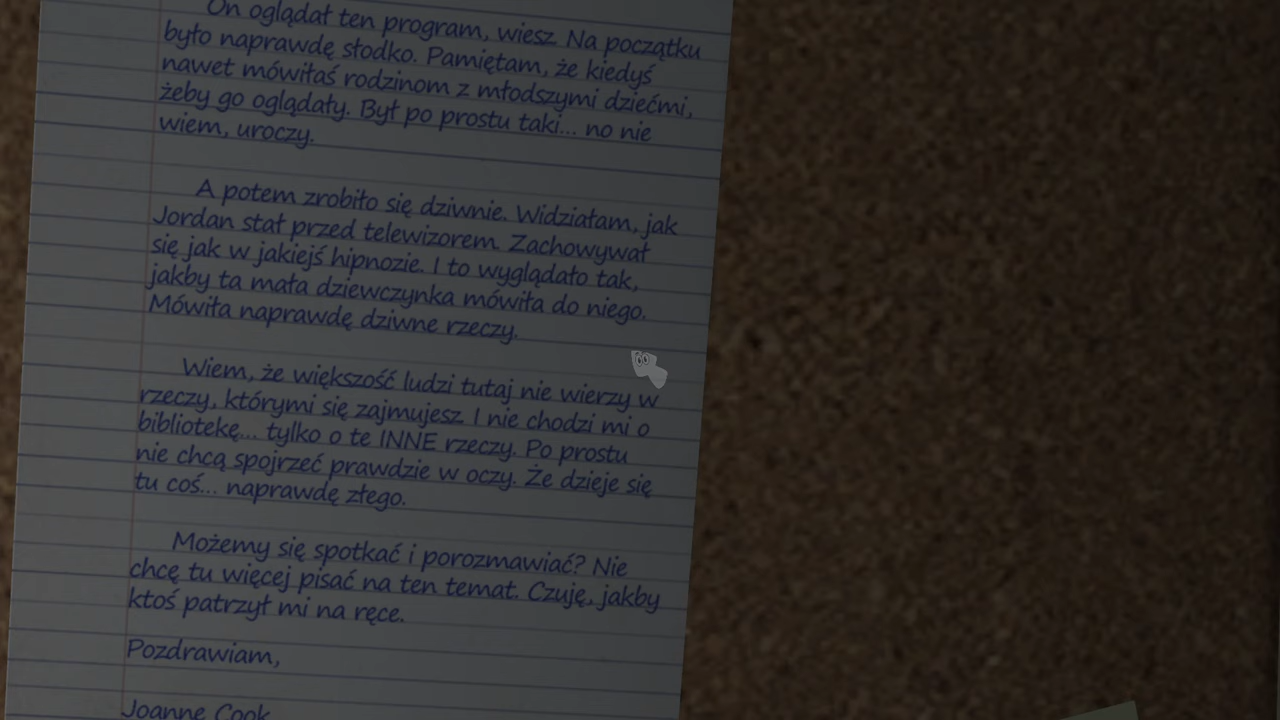 On oglądał ten program, wiesz. Na początku
było naprawdę słodko. Pamiętam, że kiedyś
nawet mówiłaś rodzinom z młodszymi dziećmi,
żeby go oglądały. Był po prostu taki... no nie
wiem, uroczy.
A potem zrobiło się dziwnie. Widziałam, jak
Jordan stał przed telewizorem. Zachowywał
się jak w jakiejś hipnozie. I to wyglądało tak,
jakby ta mała dziewczynka mówiła do niego.
Mówiła naprawdę dziwne rzeczy.
Wiem, że większość ludzi tutaj nie wierzy w
rzeczy, którymi się zajmujesz. I nie chodzi mi o
bibliotekę... tylko o te INNE rzeczy. Po prostu
nie chcą spojrzeć prawdzie w oczy. Że dzieje się
tu coś... naprawdę złego.
Możemy się spotkać i porozmawiać? Nie
chcę tu więcej pisać na ten temat. Czuję, jakby
ktoś patrzył mi na ręce.
Pozdrawiam,
Joanne Cook